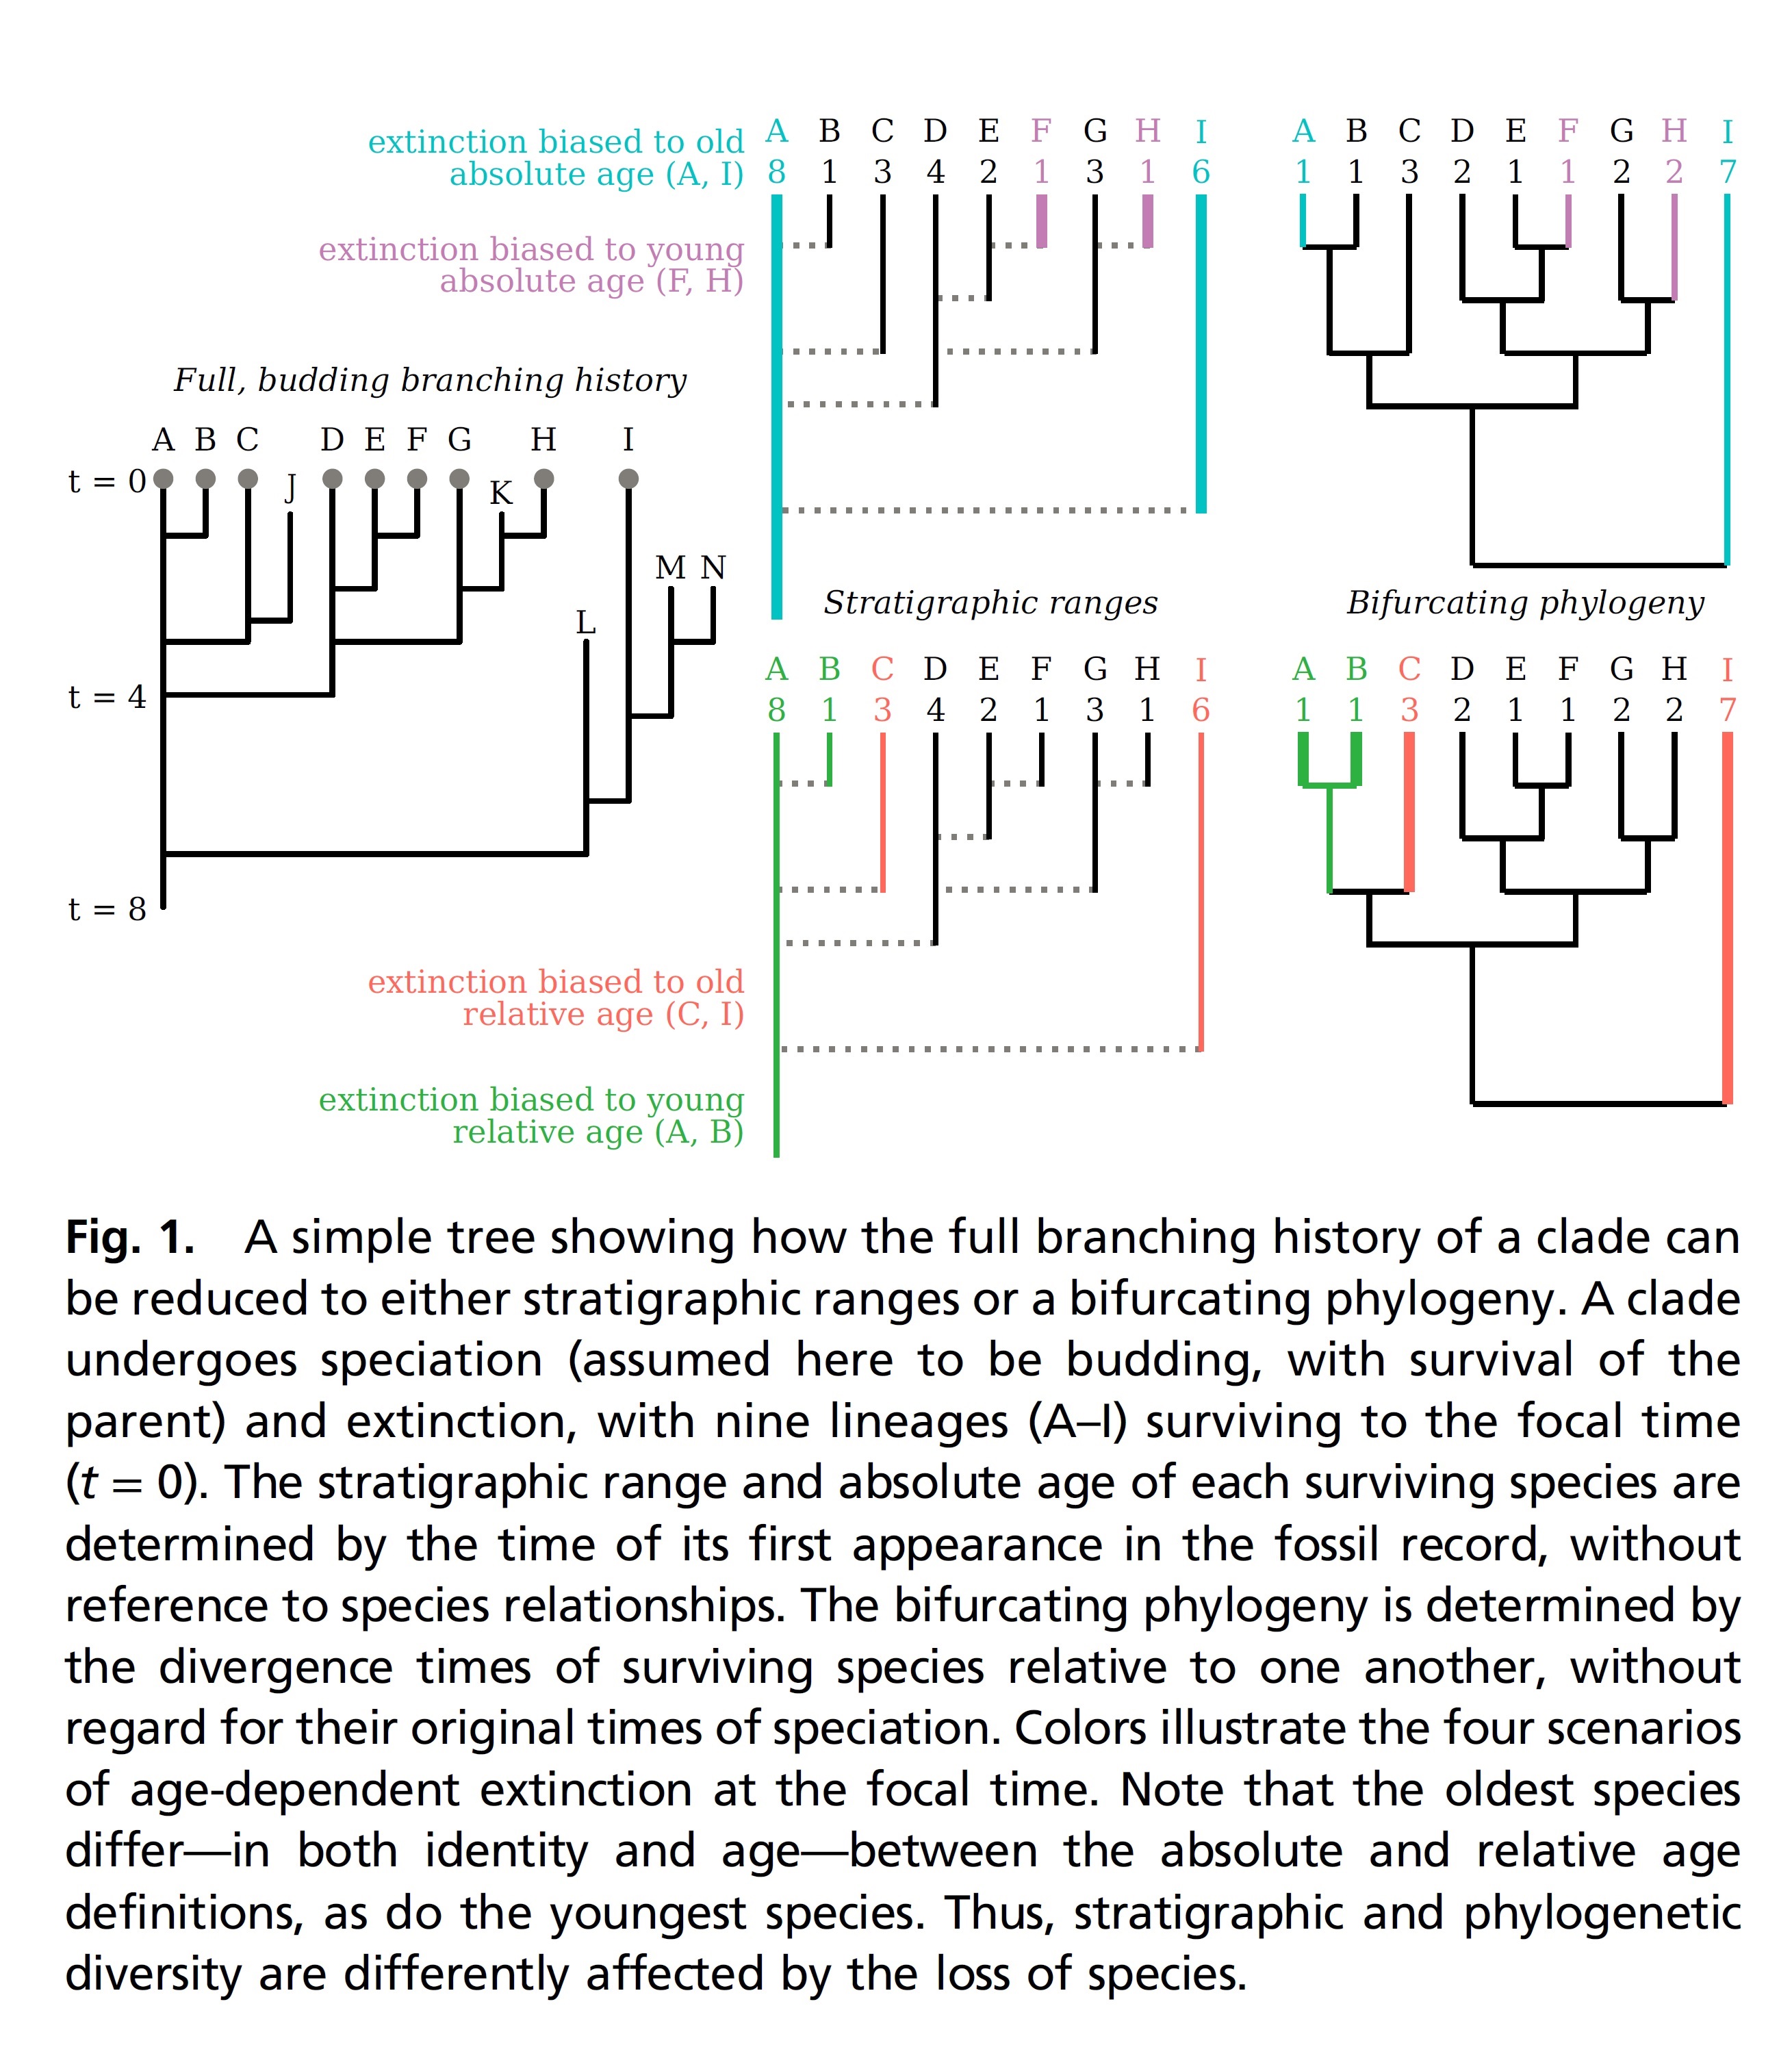 extinction biased to old
absolute age (A, I)
A B C D E F G H I
8 1 3 4 2 1 3 1 6
A B C D E F G H I
1 1 3 2 1 1 2 2 7
extinction biased to young
absolute age (F, H)
Full, budding branching history
A B C D E F G H I
t = 0
J
K
M N
L
t = 4
t = 8
Stratigraphic ranges
Bifurcating phylogeny
A B C D E F G H I
8 1 3 4 2 1 3 1 6
A B C D E F G H I
1 1 3 2 1 1 2 2 7
extinction biased to old
relative age (C, I)
extinction biased to young
relative age (A, B)
Fig. 1. A simple tree showing how the full branching history of a clade can
be reduced to either stratigraphic ranges or a bifurcating phylogeny. A clade
undergoes speciation (assumed here to be budding, with survival of the
parent) and extinction, with nine lineages (A–I) surviving to the focal time
(t = 0). The stratigraphic range and absolute age of each surviving species are
determined by the time of its first appearance in the fossil record, without
reference to species relationships. The bifurcating phylogeny is determined by
the divergence times of surviving species relative to one another, without
regard for their original times of speciation. Colors illustrate the four scenarios
of age-dependent extinction at the focal time. Note that the oldest species
differ—in both identity and age—between the absolute and relative age
definitions, as do the youngest species. Thus, stratigraphic and phylogenetic
diversity are differently affected by the loss of species.